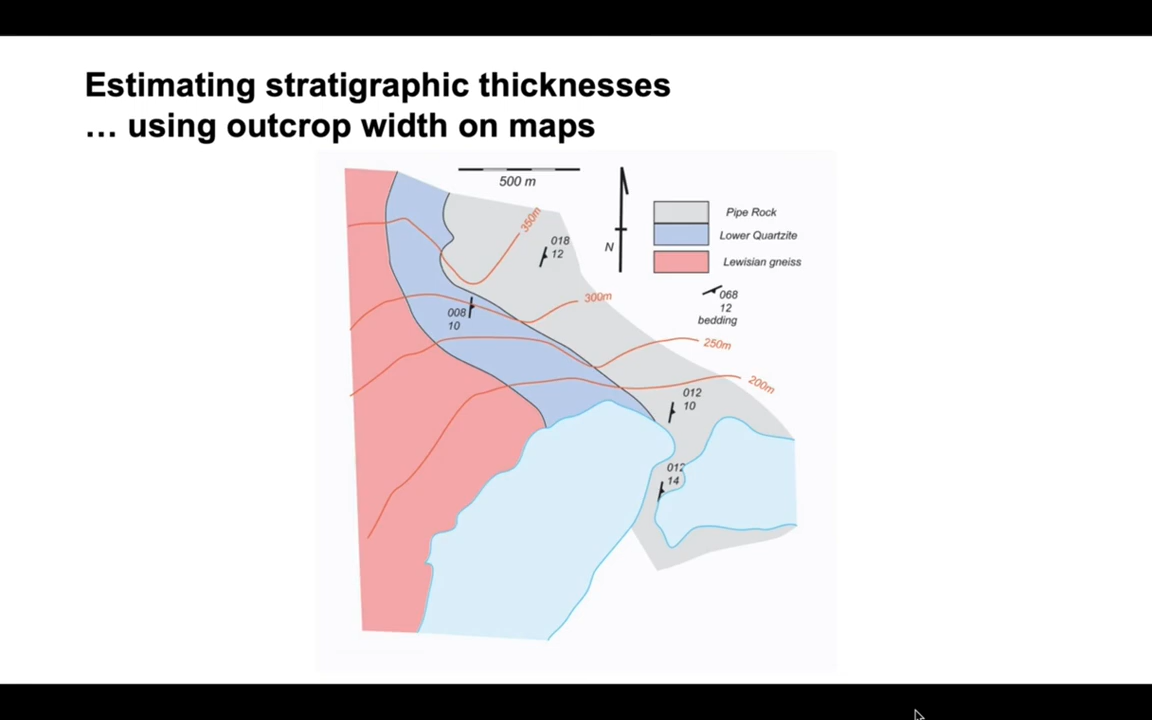 Estimating stratigraphic thicknesses
… using outcrop width on maps
500 m
350m
018
12
N
Pipe Rock
Lower Quartzite
Lewisian gneiss
068
12
bedding
300m
008
10
250m
200m
012
10
012
14